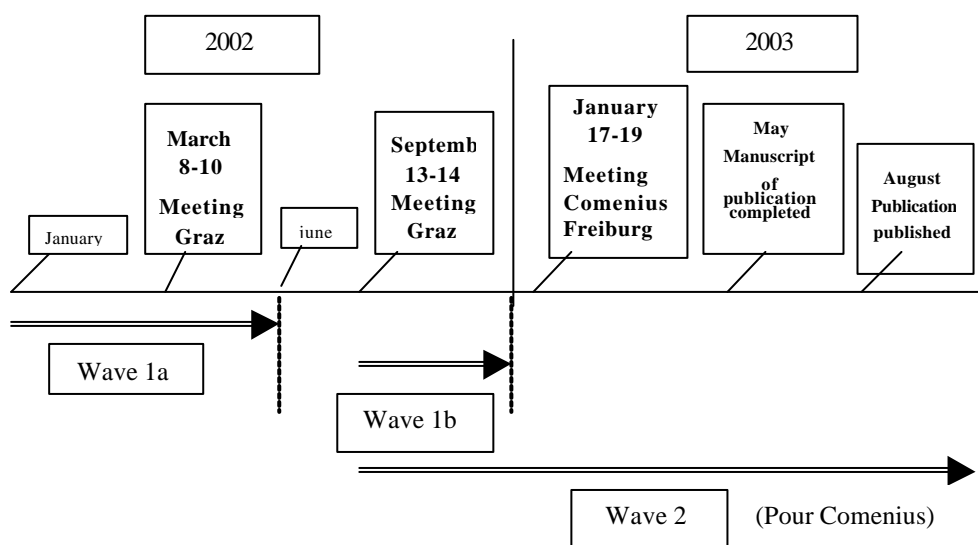 2002
2003
January
March
8-10
Meeting
Graz
june
Septemb
13-14
Meeting
Graz
January
17-19
Meeting
Comenius
Freiburg
May
Manuscript
of
publication
completed
August
Publication
published
Wave 1a
Wave 1b
Wave 2
(Pour Comenius)